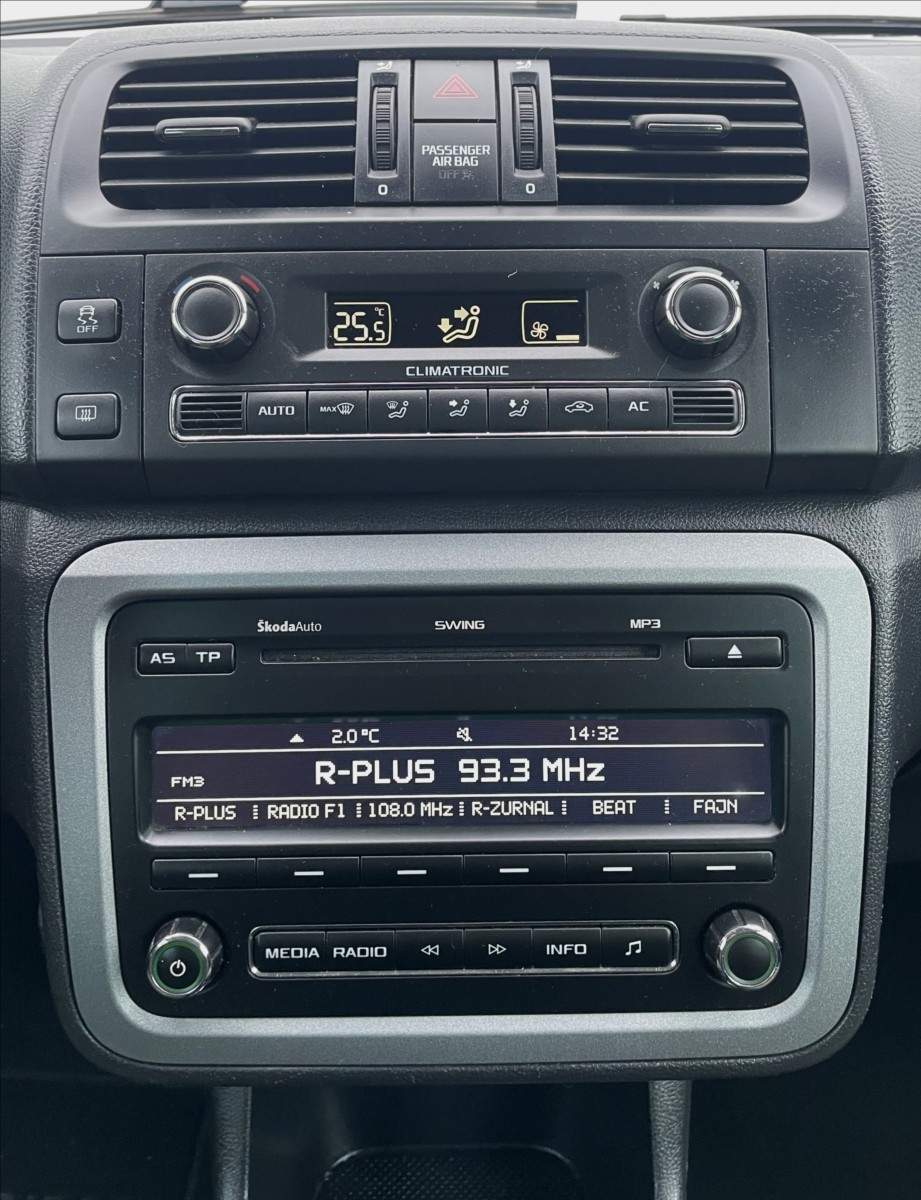 PASSENGER
AIR BAG
OFF
0
0
OFF
25.5 °C
CLIMATRONIC
AUTO
MAX
AC
ŠkodaAuto SWING MP3
AS TP
2.0 °C 14:32
R-PLUS 93.3 MHz
FM3
R-PLUS RADIO F1 108.0 MHz R-ZURNAL BEAT FAJN
MEDIA RADIO INFO